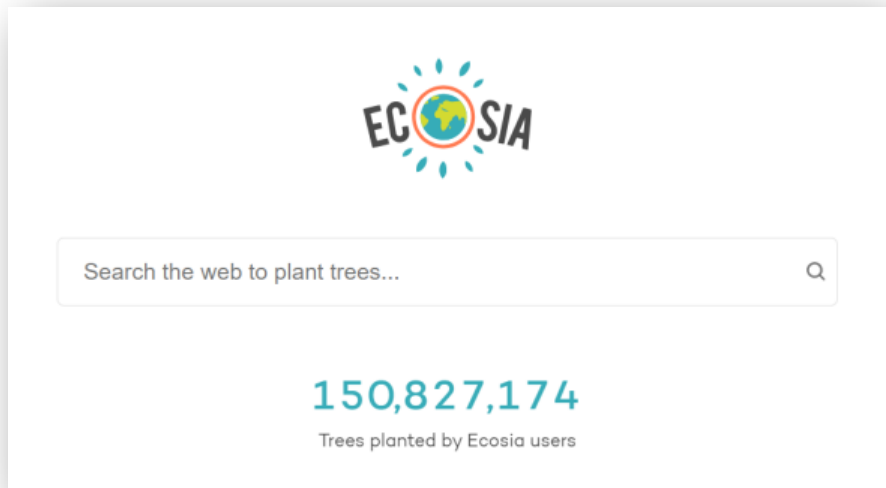 ECOSIA
Search the web to plant trees...
150,827,174
Trees planted by Ecosia users